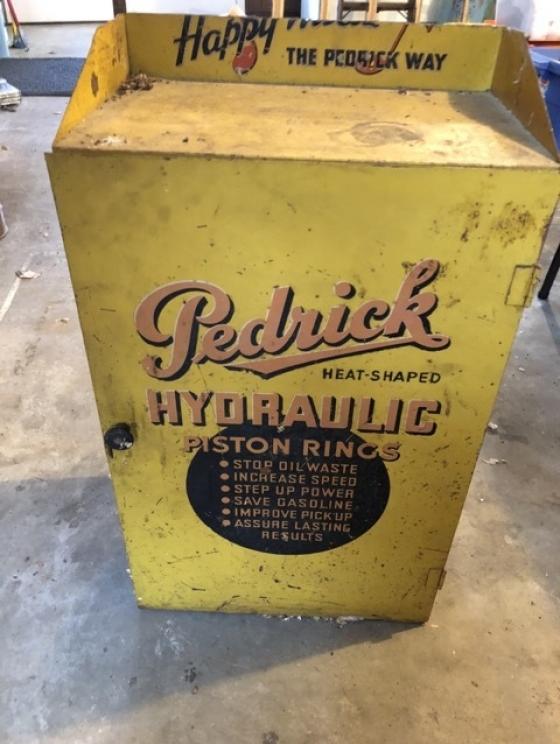 Happy
THE PEDRICK WAY
Pedrick
HEAT-SHAPED
HYDRAULIC
PISTON RINGS
• STOP OIL WASTE
• INCREASE SPEED
• STEP UP POWER
• SAVE GASOLINE
• IMPROVE PICKUP
• ASSURE LASTING
RESULTS